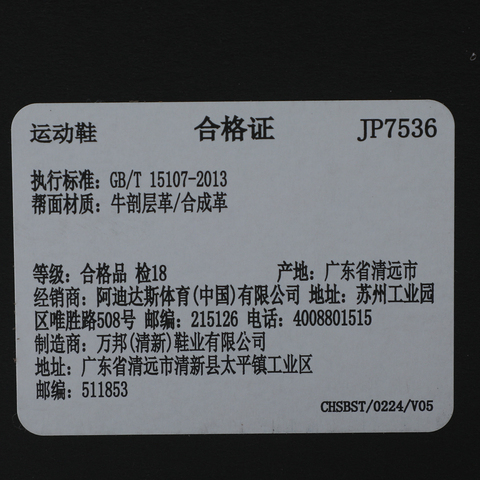 运动鞋 合格证 JP7536
执行标准: GB/T 15107-2013
帮面材质: 牛剖层革/合成革
等级: 合格品 检18 产地: 广东省清远市
经销商: 阿迪达斯体育(中国)有限公司 地址: 苏州工业园
区唯胜路508号 邮编: 215126 电话: 4008801515
制造商: 万邦(清新)鞋业有限公司
地址: 广东省清远市清新县太平镇工业区
邮编: 511853
CHSBST/0224/V05